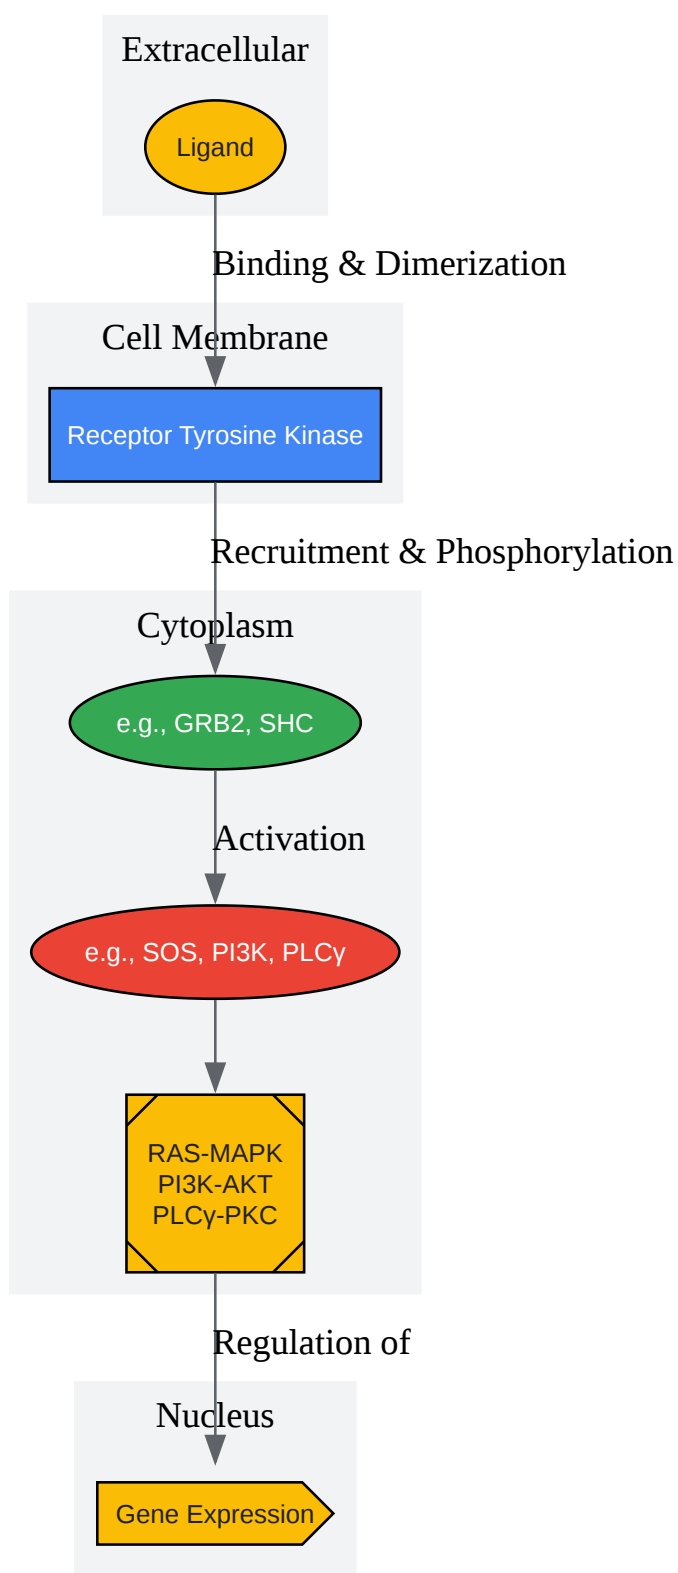 Extracellular
Ligand
Binding & Dimerization
Cell Membrane
Receptor Tyrosine Kinase
Recruitment & Phosphorylation
Cytoplasm
e.g., GRB2, SHC
Activation
e.g., SOS, PI3K, PLCγ
RAS-MAPK
PI3K-AKT
PLCγ-PKC
Regulation of
Nucleus
Gene Expression